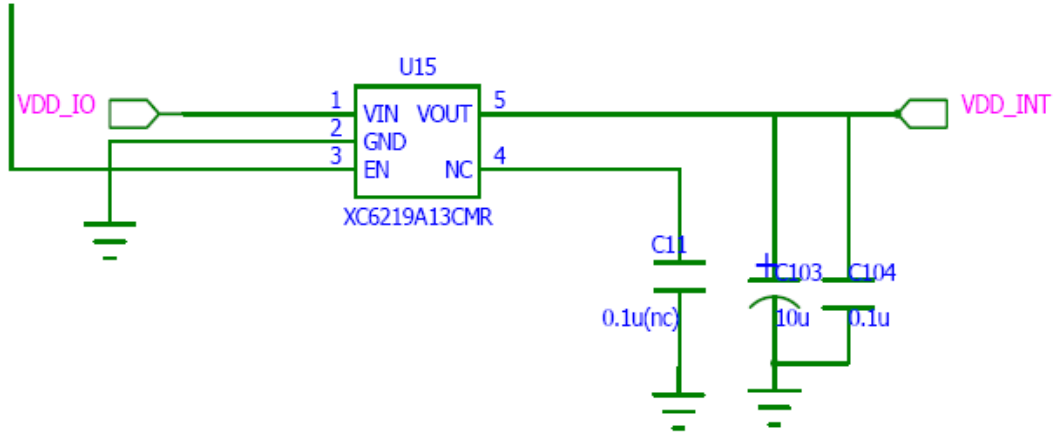 U15
VDD_IO
1
VIN
VOUT
5
VDD_INT
2
GND
3
EN
NC
4
XC6219A13CMR
C11
+
C103
C104
0.1u(nc)
10u
0.1u